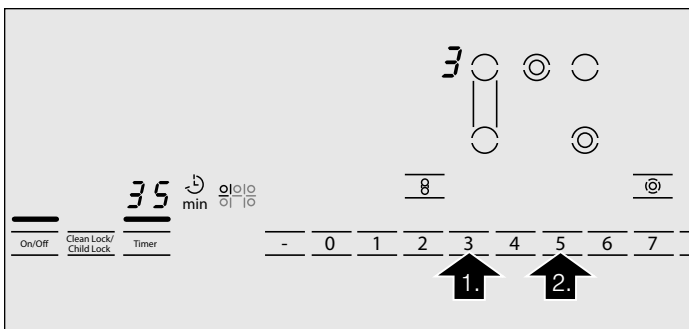 3
35
min
On/Off
Clean Lock/
Child Lock
Timer
- 0 1 2 3 4 5 6 7
1. 2.